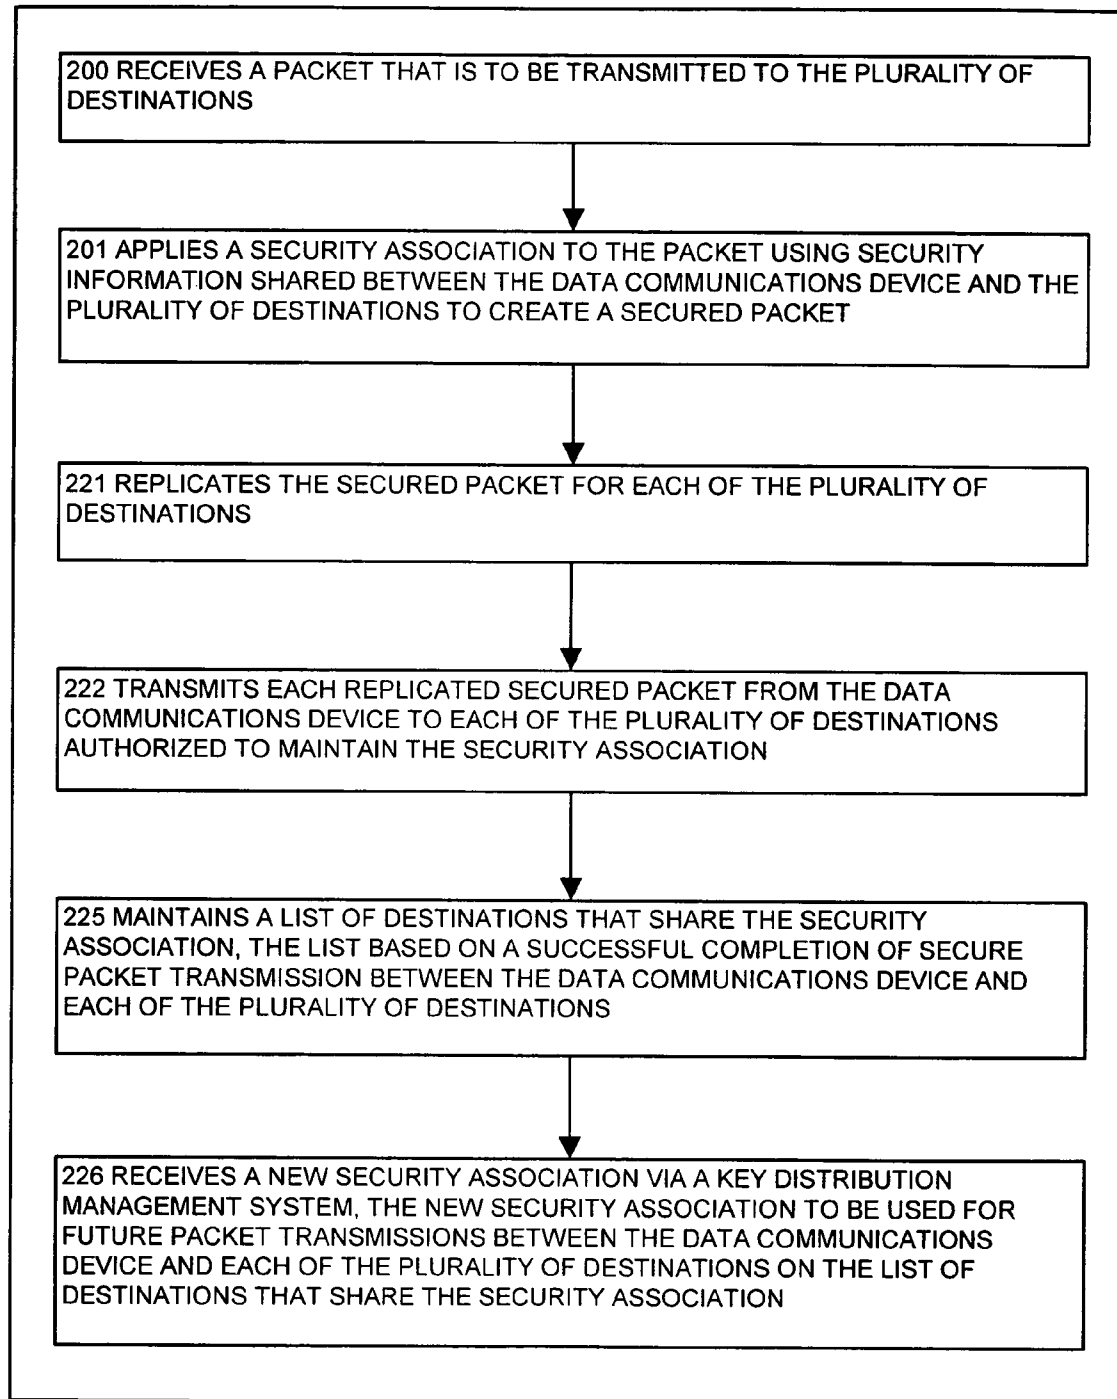 200 RECEIVES A PACKET THAT IS TO BE TRANSMITTED TO THE PLURALITY OF
DESTINATIONS
201 APPLIES A SECURITY ASSOCIATION TO THE PACKET USING SECURITY
INFORMATION SHARED BETWEEN THE DATA COMMUNICATIONS DEVICE AND THE
PLURALITY OF DESTINATIONS TO CREATE A SECURED PACKET
221 REPLICATES THE SECURED PACKET FOR EACH OF THE PLURALITY OF
DESTINATIONS
222 TRANSMITS EACH REPLICATED SECURED PACKET FROM THE DATA
COMMUNICATIONS DEVICE TO EACH OF THE PLURALITY OF DESTINATIONS
AUTHORIZED TO MAINTAIN THE SECURITY ASSOCIATION
225 MAINTAINS A LIST OF DESTINATIONS THAT SHARE THE SECURITY
ASSOCIATION, THE LIST BASED ON A SUCCESSFUL COMPLETION OF SECURE
PACKET TRANSMISSION BETWEEN THE DATA COMMUNICATIONS DEVICE AND
EACH OF THE PLURALITY OF DESTINATIONS
226 RECEIVES A NEW SECURITY ASSOCIATION VIA A KEY DISTRIBUTION
MANAGEMENT SYSTEM, THE NEW SECURITY ASSOCIATION TO BE USED FOR
FUTURE PACKET TRANSMISSIONS BETWEEN THE DATA COMMUNICATIONS
DEVICE AND EACH OF THE PLURALITY OF DESTINATIONS ON THE LIST OF
DESTINATIONS THAT SHARE THE SECURITY ASSOCIATION